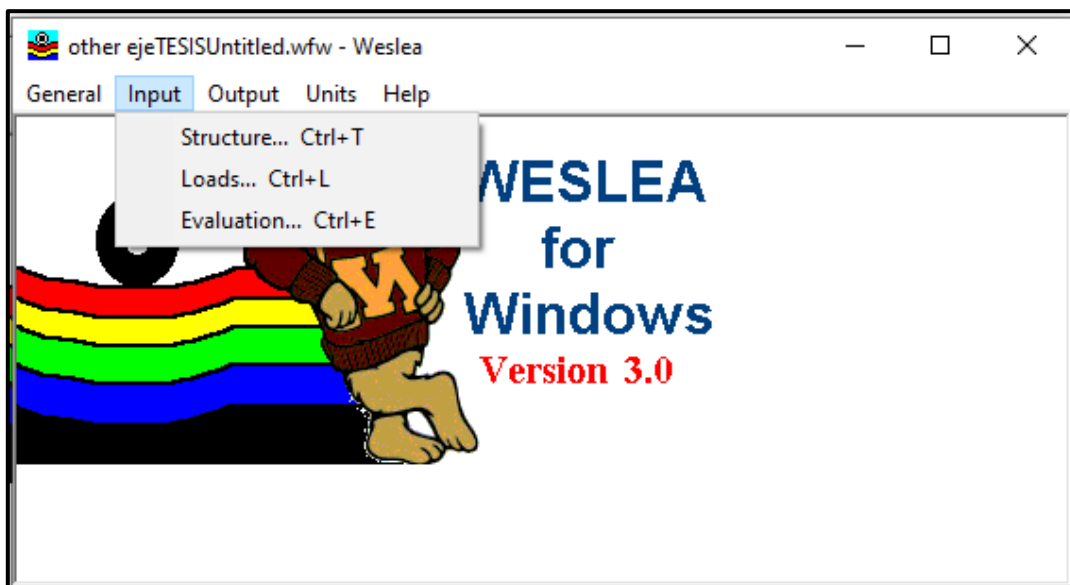 other ejeTESISUntitled.wfw - Weslea
General Input Output Units Help
Structure... Ctrl+T
Loads... Ctrl+L
Evaluation... Ctrl+E
WESLEA
for
Windows
Version 3.0